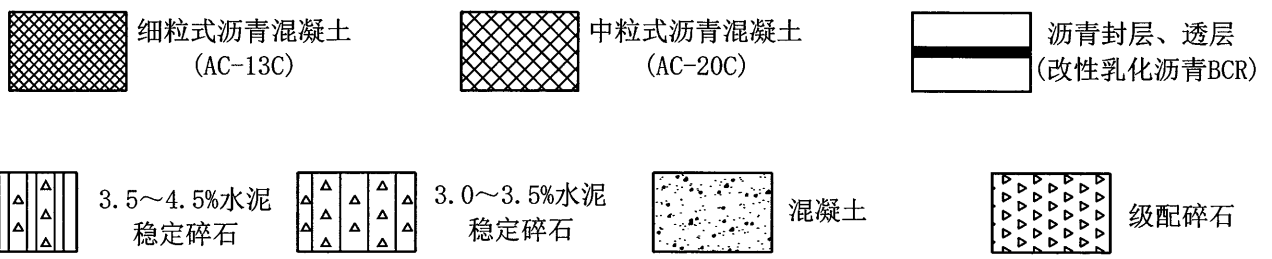 细粒式沥青混凝土
(AC-13C)
中粒式沥青混凝土
(AC-20C)
沥青封层、透层
(改性乳化沥青BCR)
3.5～4.5%水泥
稳定碎石
3.0～3.5%水泥
稳定碎石
混凝土
级配碎石